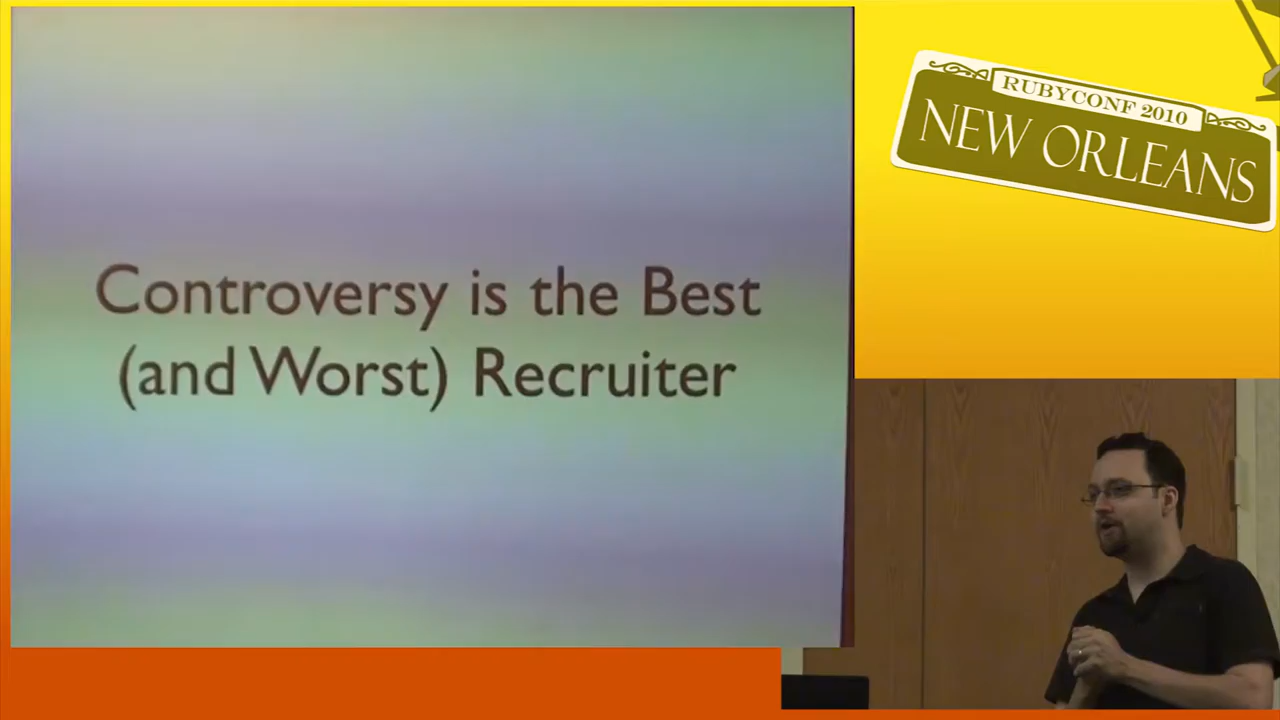 Controversy is the Best
(and Worst) Recruiter
RUBYCONF 2010
NEW ORLEANS